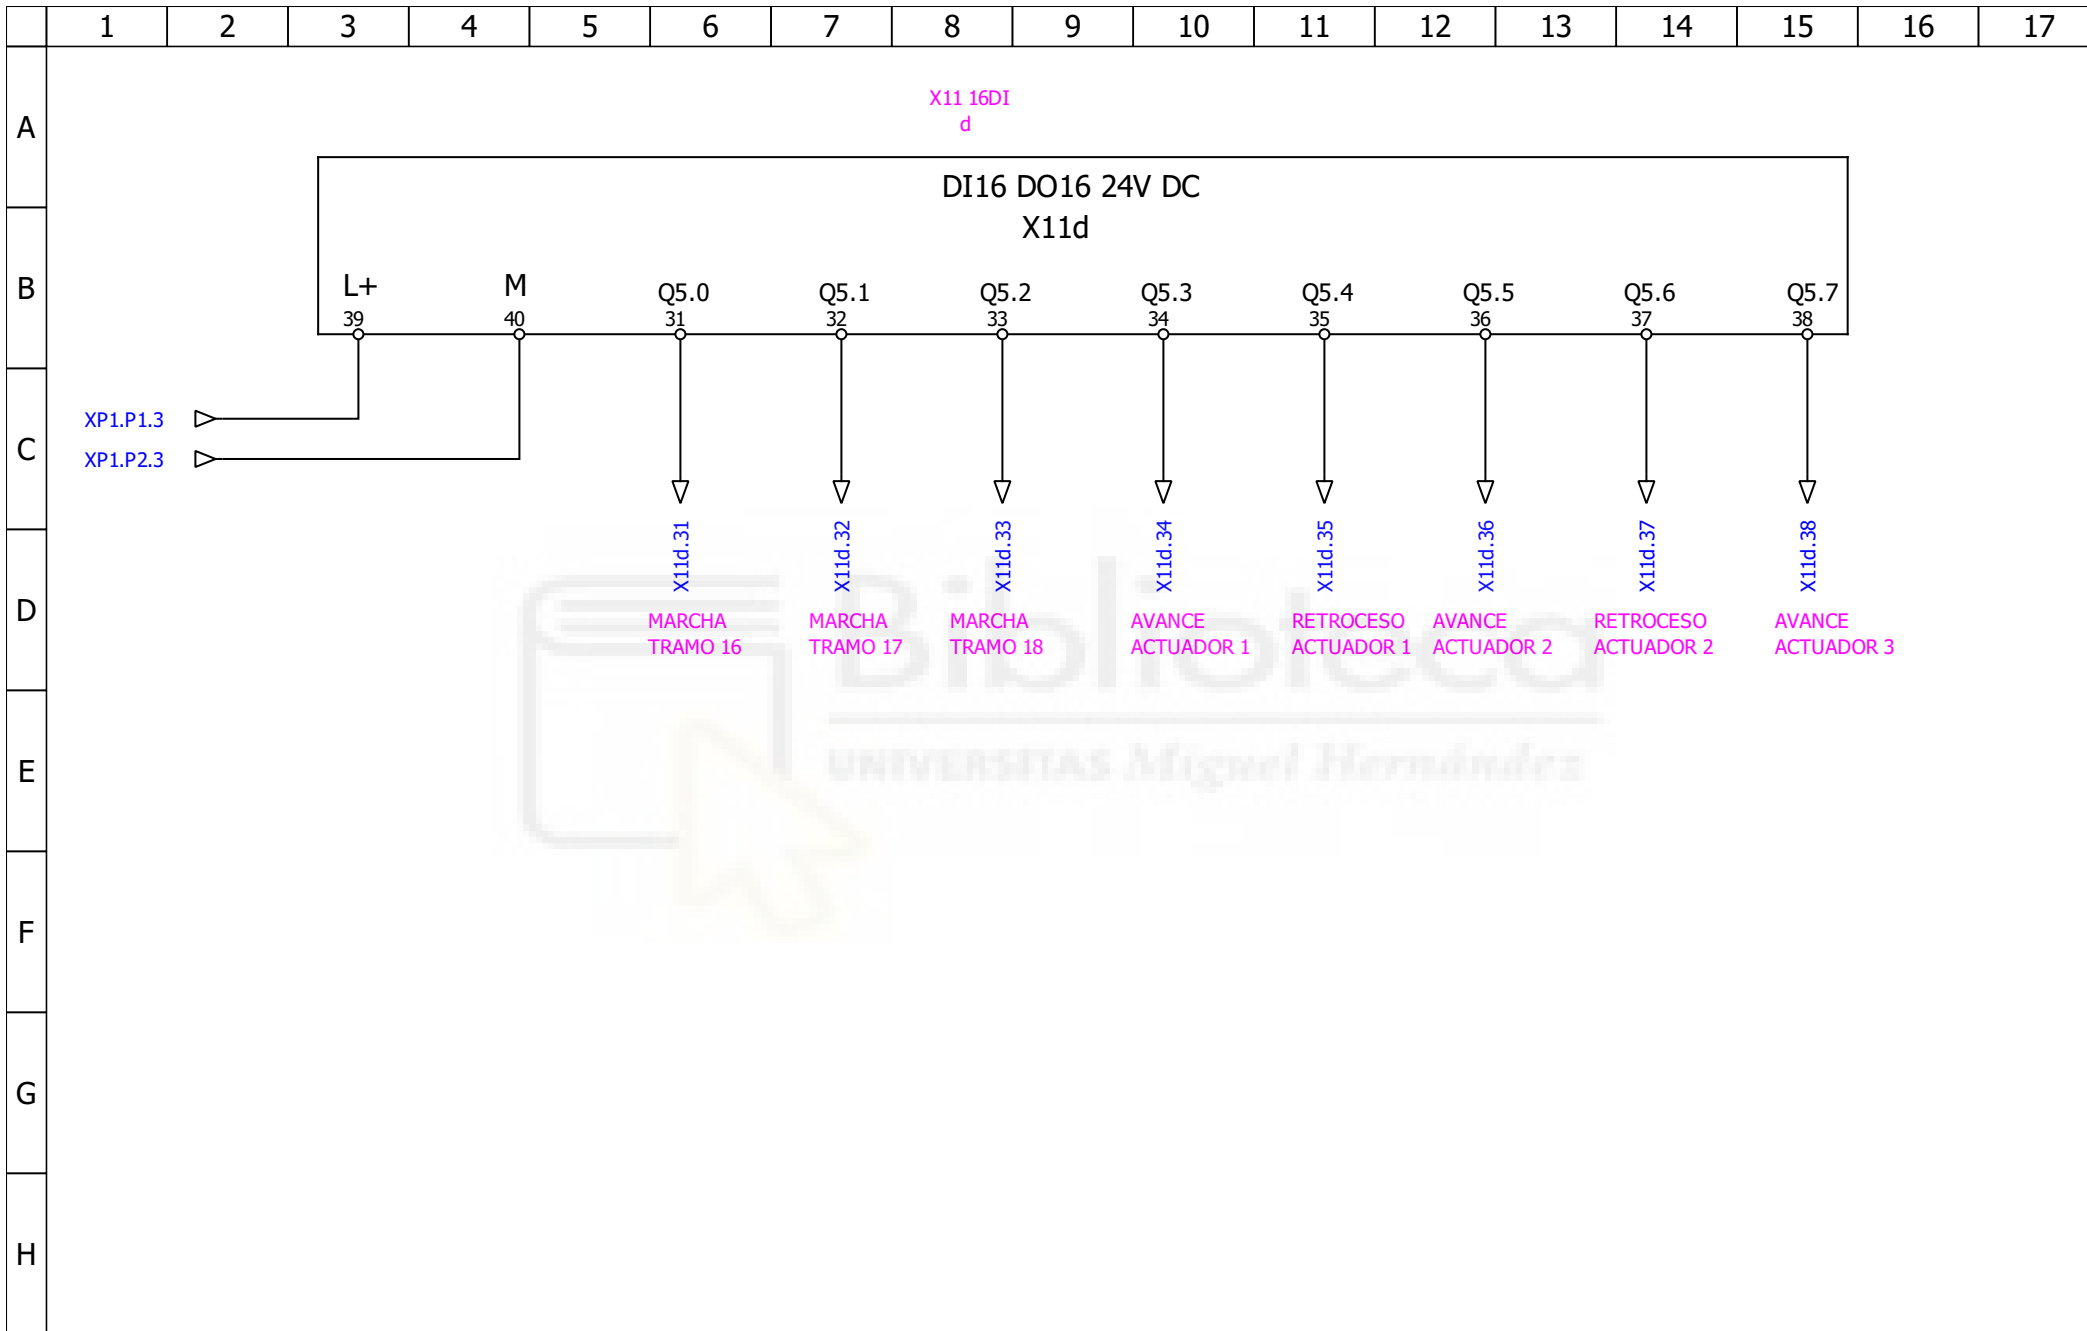 1 2 3 4 5 6 7 8 9 10 11 12 13 14 15 16 17
A
X11 16DI
d
DI16 DO16 24V DC
X11d
B
L+ M Q5.0 Q5.1 Q5.2 Q5.3 Q5.4 Q5.5 Q5.6 Q5.7
39 40 31 32 33 34 35 36 37 38
C
XP1.P1.3
XP1.P2.3
X11d.31 X11d.32 X11d.33 X11d.34 X11d.35 X11d.36 X11d.37 X11d.38
D
MARCHA MARCHA MARCHA AVANCE RETROCESO AVANCE RETROCESO AVANCE
TRAMO 16 TRAMO 17 TRAMO 18 ACTUADOR 1 ACTUADOR 1 ACTUADOR 2 ACTUADOR 2 ACTUADOR 3
Biblioteca
UNIVERSITAS Miguel Hernández
E
F
G
H